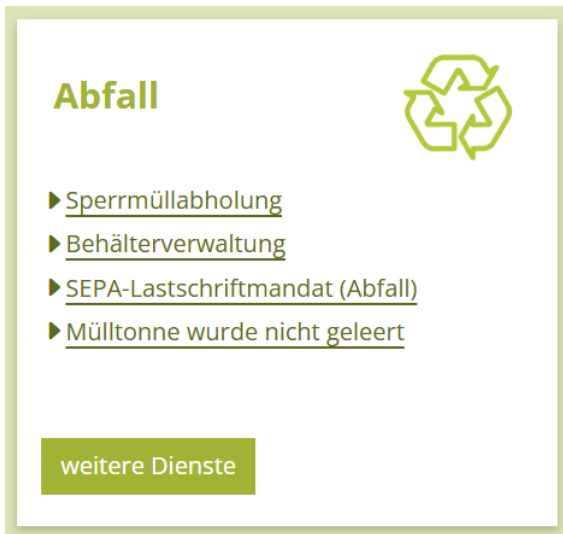 Abfall
Sperrmüllabholung
Behälterverwaltung
SEPA-Lastschriftmandat (Abfall)
Mülltonne wurde nicht geleert
weitere Dienste